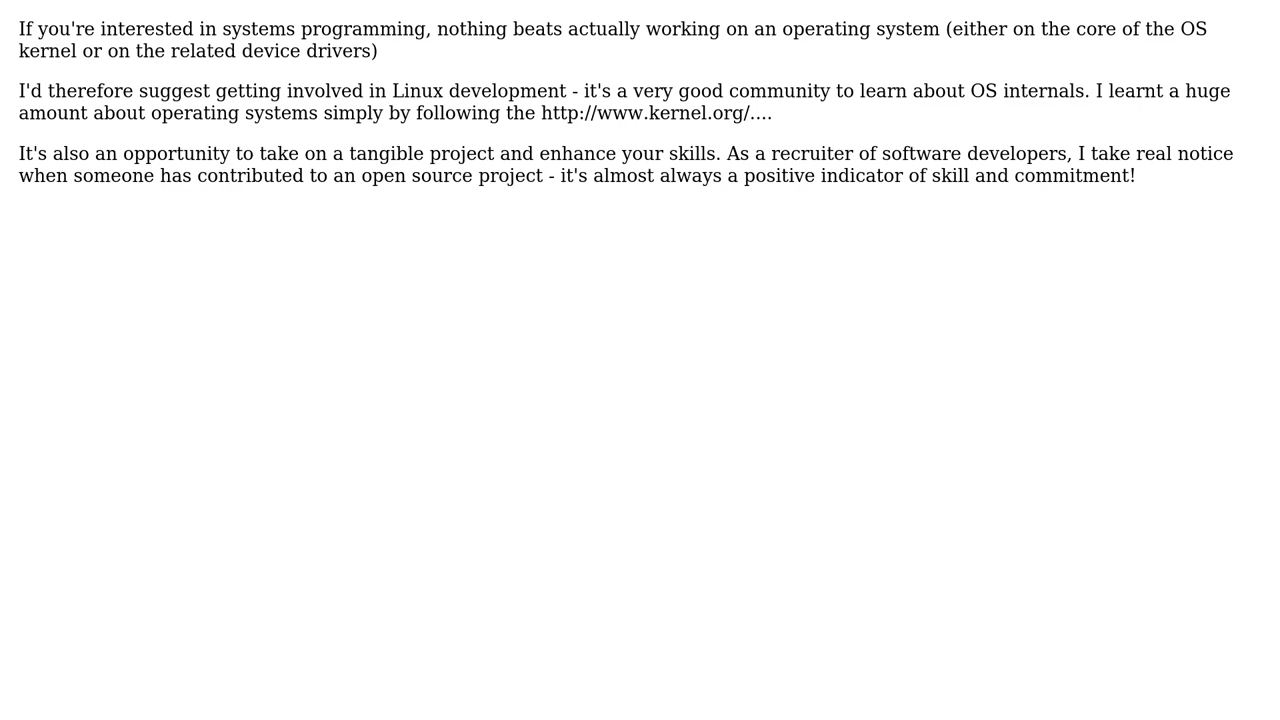 If you're interested in systems programming, nothing beats actually working on an operating system (either on the core of the OS
kernel or on the related device drivers)
I'd therefore suggest getting involved in Linux development - it's a very good community to learn about OS internals. I learnt a huge
amount about operating systems simply by following the http://www.kernel.org/....
It's also an opportunity to take on a tangible project and enhance your skills. As a recruiter of software developers, I take real notice
when someone has contributed to an open source project - it's almost always a positive indicator of skill and commitment!